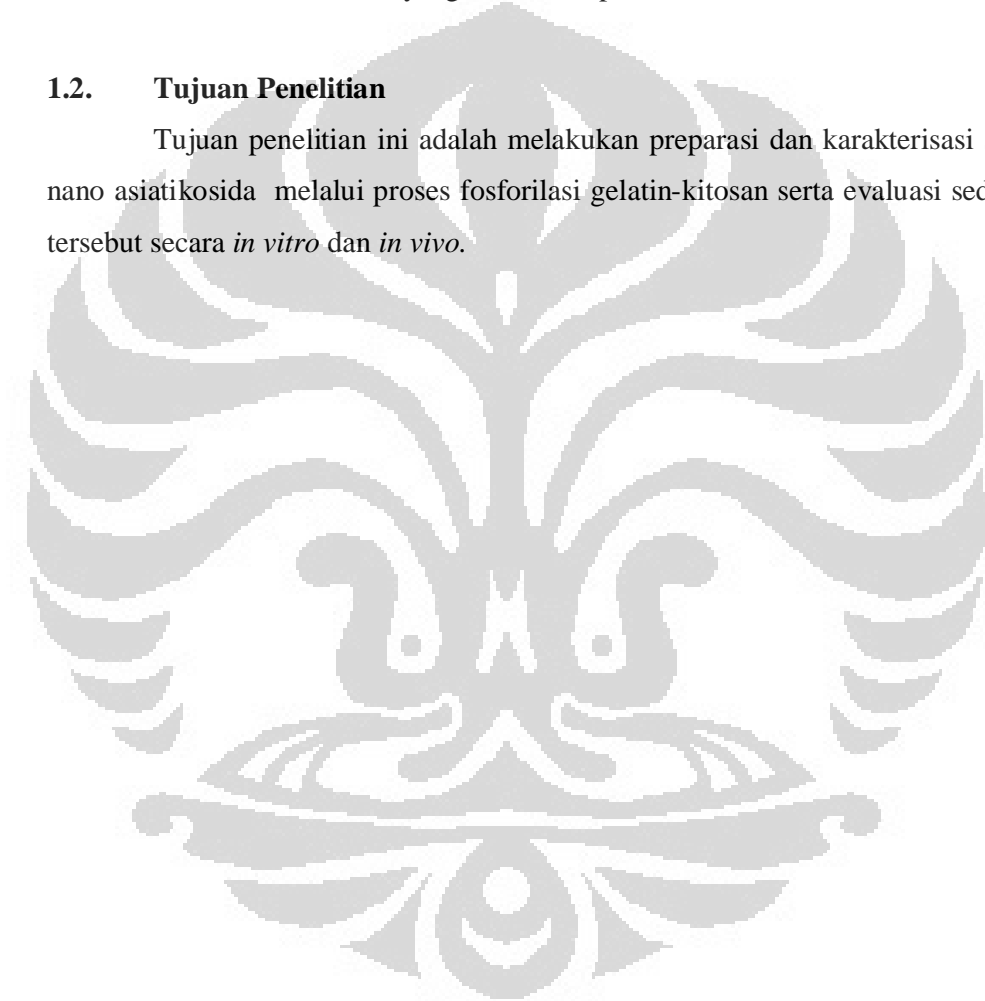 1.2. Tujuan Penelitian
Tujuan penelitian ini adalah melakukan preparasi dan karakterisasi
nano asiatikosida melalui proses fosforilasi gelatin-kitosan serta evaluasi sed
tersebut secara in vitro dan in vivo.